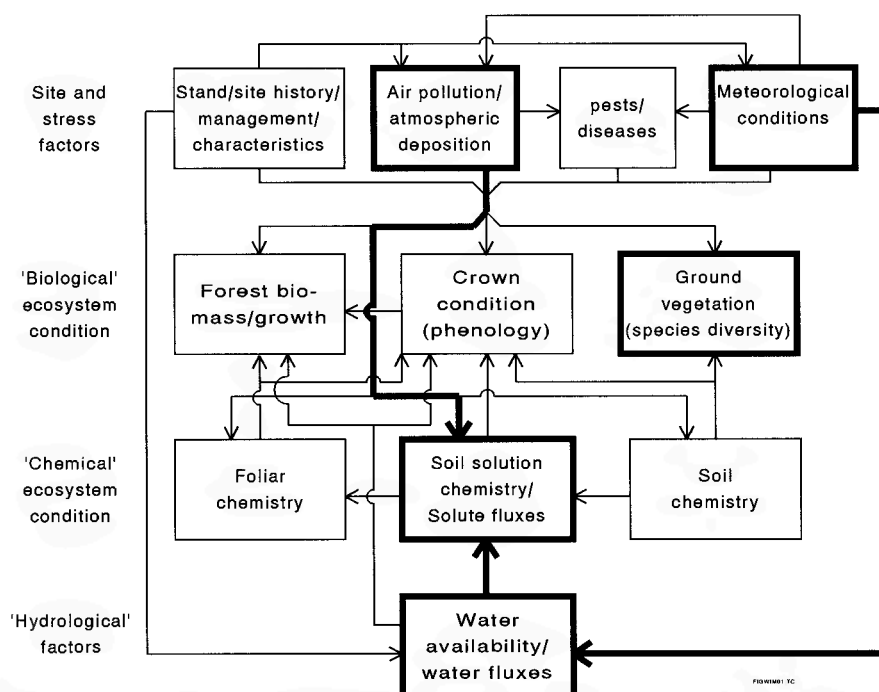 Site and
stress
factors
Stand/site history/
management/
characteristics
Air pollution/
atmospheric
deposition
pests/
diseases
Meteorological
conditions
'Biological'
ecosystem
condition
Forest bio-
mass/growth
Crown
condition
(phenology)
Ground
vegetation
(species diversity)
'Chemical'
ecosystem
condition
Foliar
chemistry
Soil solution
chemistry/
Solute fluxes
Soil
chemistry
'Hydrological'
factors
Water
availability/
water fluxes
FIGWIM01 TC